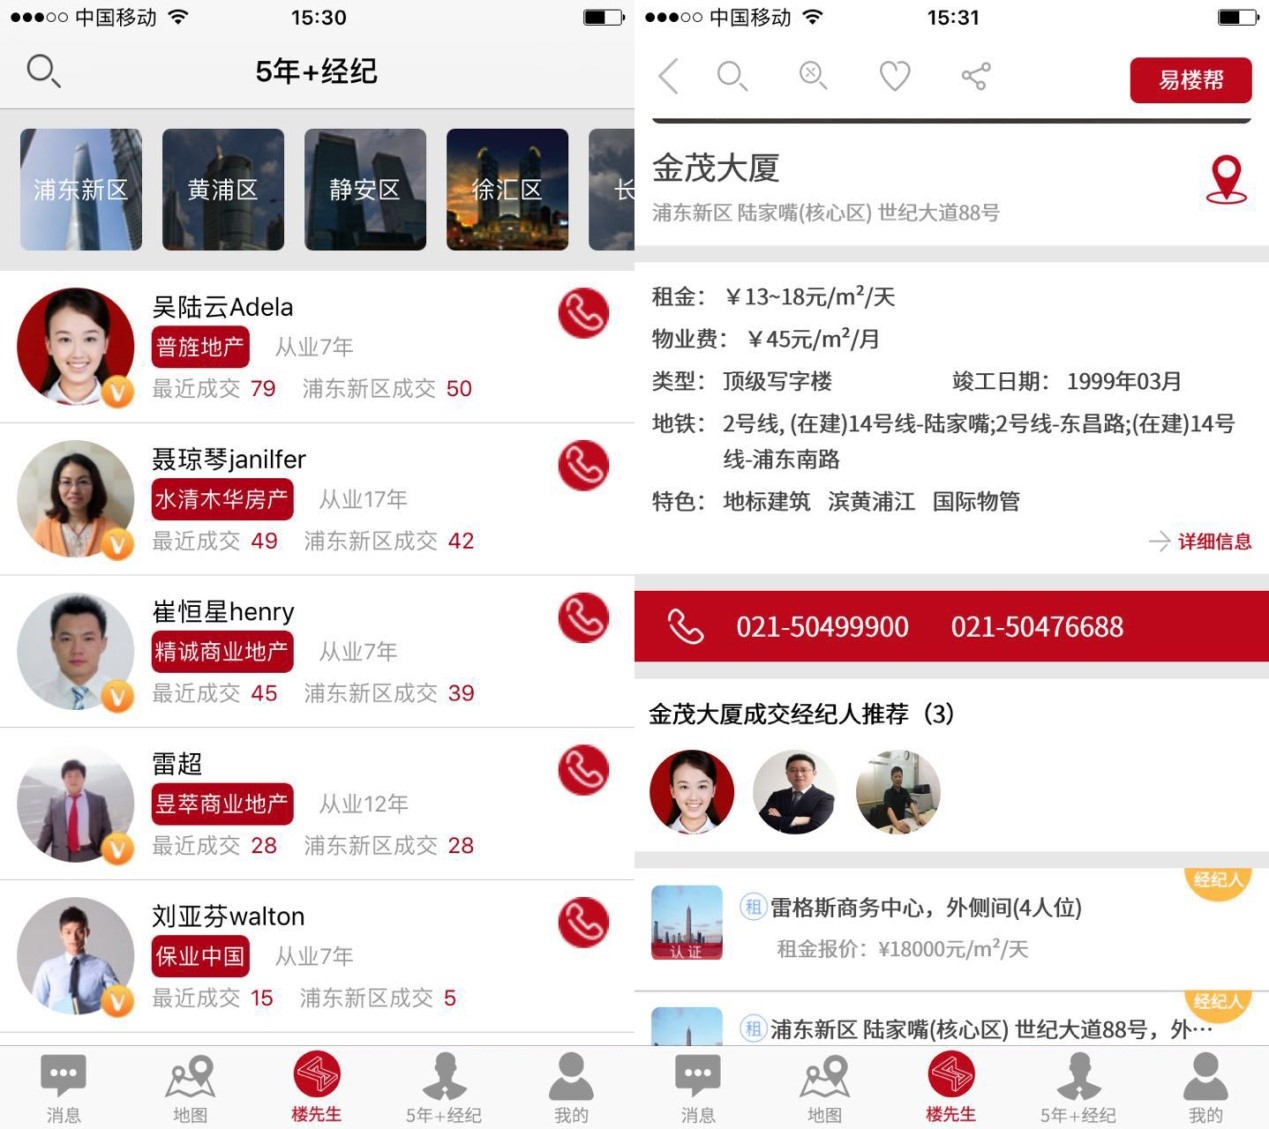 中国移动
15:30
5年+经纪
浦东新区
黄浦区
静安区
徐汇区
长
吴陆云Adela
普旌地产 从业7年
最近成交 79 浦东新区成交 50
聂琼琴janilfer
水清木华房产 从业17年
最近成交 49 浦东新区成交 42
崔恒星henry
精诚商业地产 从业7年
最近成交 45 浦东新区成交 39
雷超
昱萃商业地产 从业12年
最近成交 28 浦东新区成交 28
刘亚芬walton
保业中国 从业7年
最近成交 15 浦东新区成交 5
消息
地图
楼先生
5年+经纪
我的
中国移动
15:31
易楼帮
金茂大厦
浦东新区 陆家嘴(核心区) 世纪大道88号
租金： ￥13~18元/m²/天
物业费： ￥45元/m²/月
类型： 顶级写字楼 竣工日期： 1999年03月
地铁： 2号线, (在建)14号线-陆家嘴;2号线-东昌路;(在建)14号
线-浦东南路
特色： 地标建筑 滨黄浦江 国际物管
详细信息
021-50499900 021-50476688
金茂大厦成交经纪人推荐（3）
经纪人
租 雷格斯商务中心，外侧间(4人位)
认证
租金报价：¥18000元/m²/天
经纪人
租 浦东新区 陆家嘴(核心区) 世纪大道88号，外…
消息
地图
楼先生
5年+经纪
我的